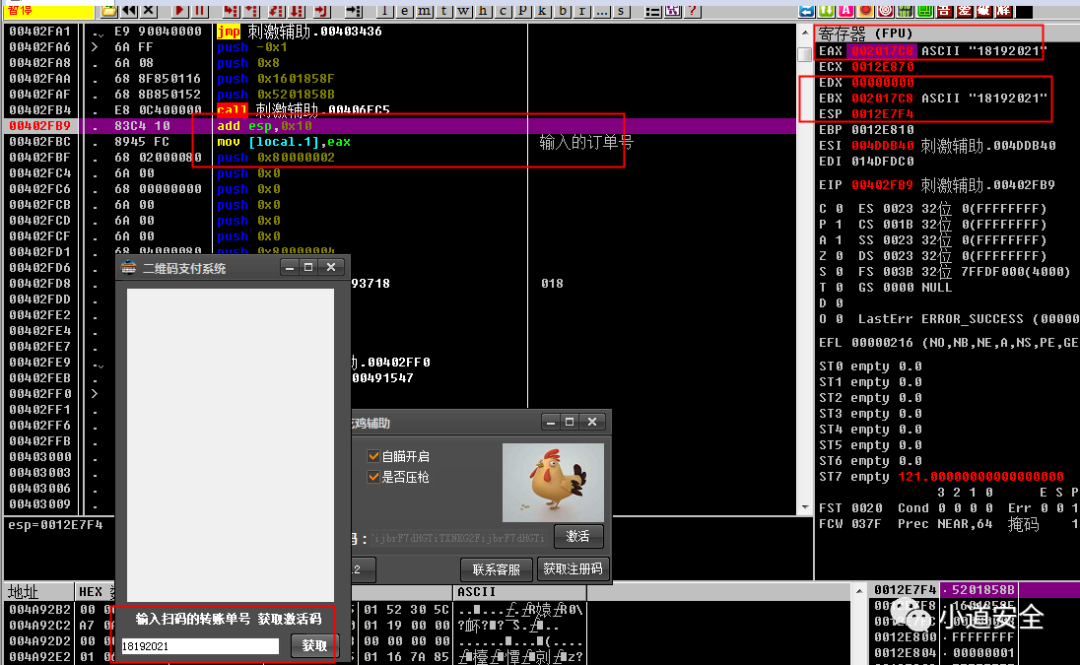 暂停
l e m t w h c P k b r ... s
00402FA1 . E9 90040000 jmp 刺激辅助.00403436
00402FA6 > 6A FF push -0x1
00402FA8 . 6A 08 push 0x8
00402FAA . 68 8F850116 push 0x1601858F
00402FAF . 68 8B850152 push 0x5201858B
00402FB4 . E8 0C400000 call 刺激辅助.00406FC5
00402FB9 . 83C4 10 add esp,0x10
00402FBC . 8945 FC mov [local.1],eax 输入的订单号
00402FBF . 68 02000080 push 0x80000002
00402FC4 . 6A 00 push 0x0
00402FC6 . 68 00000000 push 0x0
00402FCB . 6A 00 push 0x0
00402FCD . 6A 00 push 0x0
00402FCF . 6A 00 push 0x0
00402FD1 . 68 04000080 push 0x80000004
00402FD6 .
00402FD8 . 93718 018
00402FDD .
00402FE2 .
00402FE4 .
00402FE7 .
00402FE9 . .00402FF0
00402FEB . 00491547
00402FF0 >
00402FF1 .
00402FF6 .
00402FFB .
00403000 .
00403003 .
00403006 .
00403009 .
esp=0012E7F4
寄存器 (FPU)
EAX 002017C8 ASCII "18192021"
ECX 0012E870
EDX 00000000
EBX 002017C8 ASCII "18192021"
ESP 0012E7F4
EBP 0012E810
ESI 004DDB40 刺激辅助.004DDB40
EDI 014DFDC0
EIP 00402FB9 刺激辅助.00402FB9
C 0 ES 0023 32位 0(FFFFFFFF)
P 1 CS 001B 32位 0(FFFFFFFF)
A 1 SS 0023 32位 0(FFFFFFFF)
Z 0 DS 0023 32位 0(FFFFFFFF)
S 0 FS 003B 32位 7FFDF000(4000)
T 0 GS 0000 NULL
D 0
O 0 LastErr ERROR_SUCCESS (00000
EFL 00000216 (NO,NB,NE,A,NS,PE,GE
ST0 empty 0.0
ST1 empty 0.0
ST2 empty 0.0
ST3 empty 0.0
ST4 empty 0.0
ST5 empty 0.0
ST6 empty 0.0
ST7 empty 121.00000000000000000
3 2 1 0 E S P
FST 0020 Cond 0 0 0 0 Err 0 0 1
FCW 037F Prec NEAR,64 掩码 1
二维码支付系统
输入扫码的转账单号 获取激活码
18192021
获取
鸡辅助
自瞄开启
是否压枪
激活
联系客服
获取注册码
地址 HEX ASCII
004A92B2 00 01 52 30 5C
004A92C2 A7 01 19 00 00
004A92D2 00 00 00 00 00
004A92E2 01 01 16 7A 85
0012E7F4 5201858B
0012E800 FFFFFFFF
0012E804 00000001
小道安全